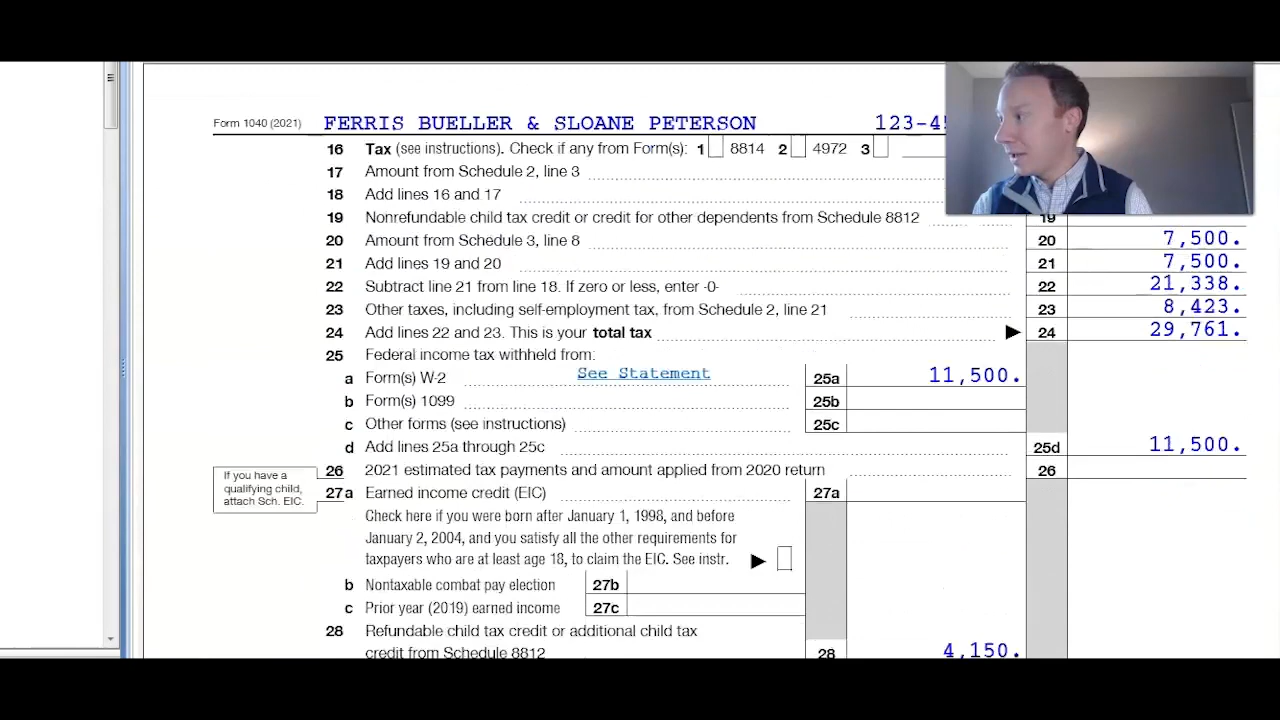 Form 1040 (2021) FERRIS BUELLER & SLOANE PETERSON 123-4
16 Tax (see instructions). Check if any from Form(s): 1 8814 2 4972 3
17 Amount from Schedule 2, line 3
18 Add lines 16 and 17
19 Nonrefundable child tax credit or credit for other dependents from Schedule 8812 19
20 Amount from Schedule 3, line 8 20 7,500.
21 Add lines 19 and 20 21 7,500.
22 Subtract line 21 from line 18. If zero or less, enter -0- 22 21,338.
23 Other taxes, including self-employment tax, from Schedule 2, line 21 23 8,423.
24 Add lines 22 and 23. This is your total tax ▶ 24 29,761.
25 Federal income tax withheld from:
a Form(s) W-2 See Statement 25a 11,500.
b Form(s) 1099 25b
c Other forms (see instructions) 25c
d Add lines 25a through 25c 25d 11,500.
26 2021 estimated tax payments and amount applied from 2020 return 26
If you have a
qualifying child,
attach Sch. EIC.
27a Earned income credit (EIC) 27a
Check here if you were born after January 1, 1998, and before
January 2, 2004, and you satisfy all the other requirements for
taxpayers who are at least age 18, to claim the EIC. See instr. ▶
b Nontaxable combat pay election 27b
c Prior year (2019) earned income 27c
28 Refundable child tax credit or additional child tax
credit from Schedule 8812 28 4,150.